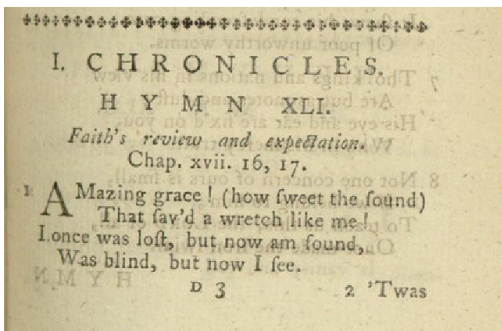 I. CHRONICLES.
HYMN XLI.
Faith's review and expectation.
Chap. xvii. 16, 17.
1 AMazing grace! (how ſweet the ſound)
That ſav'd a wretch like me!
I once was loſt, but now am found,
Was blind, but now I ſee.
D 3 2 'Twas